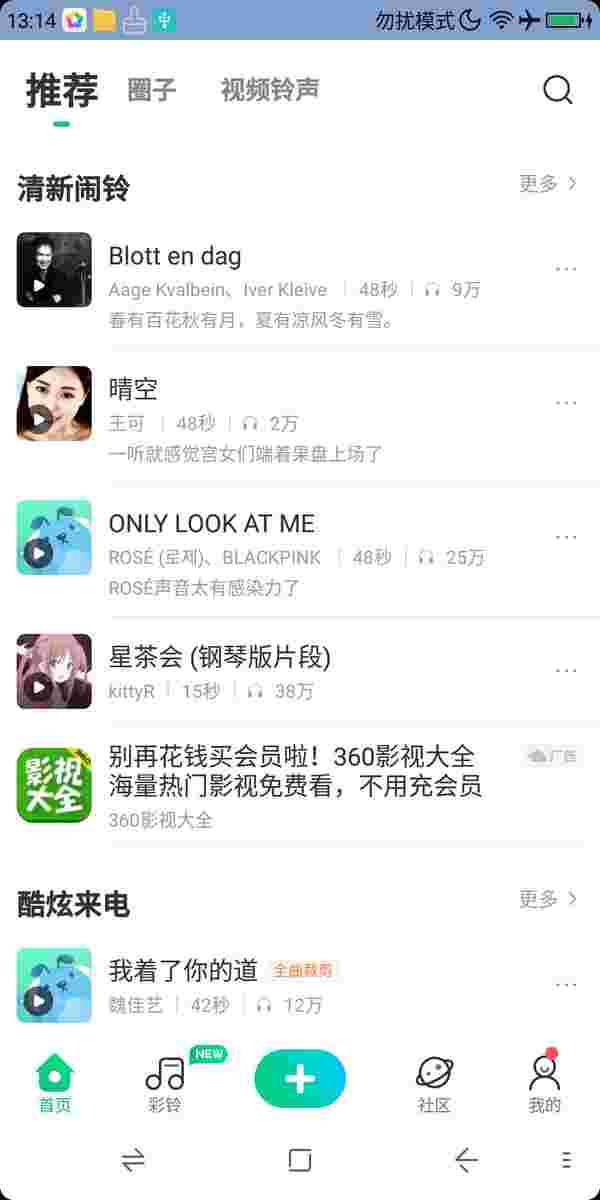 13:14
勿扰模式
推荐 圈子 视频铃声
清新闹铃 更多
Blott en dag
Aage Kvalbein、Iver Kleive 48秒 9万
春有百花秋有月，夏有凉风冬有雪。
晴空
王可 48秒 2万
一听就感觉宫女们端着果盘上场了
ONLY LOOK AT ME
ROSÉ (로제)、BLACKPINK 48秒 25万
ROSÉ声音太有感染力了
星茶会 (钢琴版片段)
kittyR 15秒 38万
影视
大全
别再花钱买会员啦！360影视大全
海量热门影视免费看，不用充会员
广告
360影视大全
酷炫来电 更多
我着了你的道 全曲裁剪
魏佳艺 42秒 12万
NEW
首页 彩铃 社区 我的